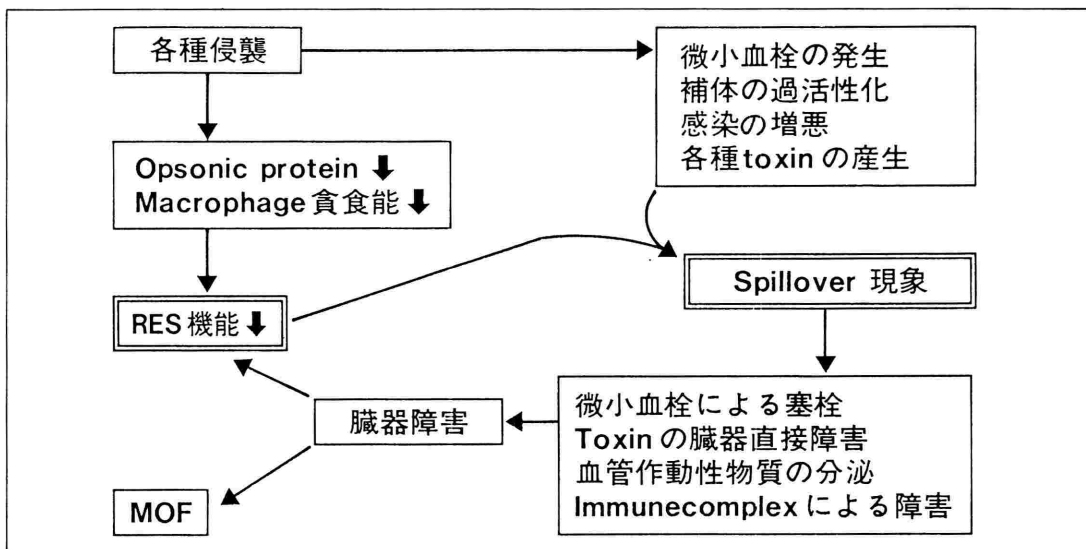 各種侵襲
微小血栓の発生
補体の過活性化
感染の増悪
各種toxinの産生
Opsonic protein ⬇
Macrophage貪食能⬇
Spillover 現象
RES機能⬇
微小血栓による塞栓
Toxinの臓器直接障害
血管作動性物質の分泌
Immunecomplexによる障害
臓器障害
MOF